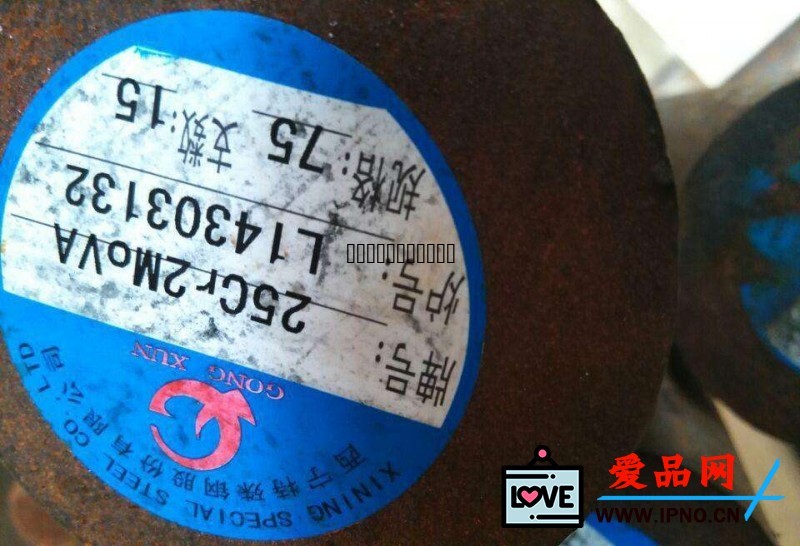 XINING SPECIAL STEEL CO. LTD
西宁特殊钢股份有限公司
GONG XUN
牌号: 25Cr2MoVA
炉号: L14303132
规格: 75 支数: 15
LOVE
爱品网
WWW.IPNO.CN